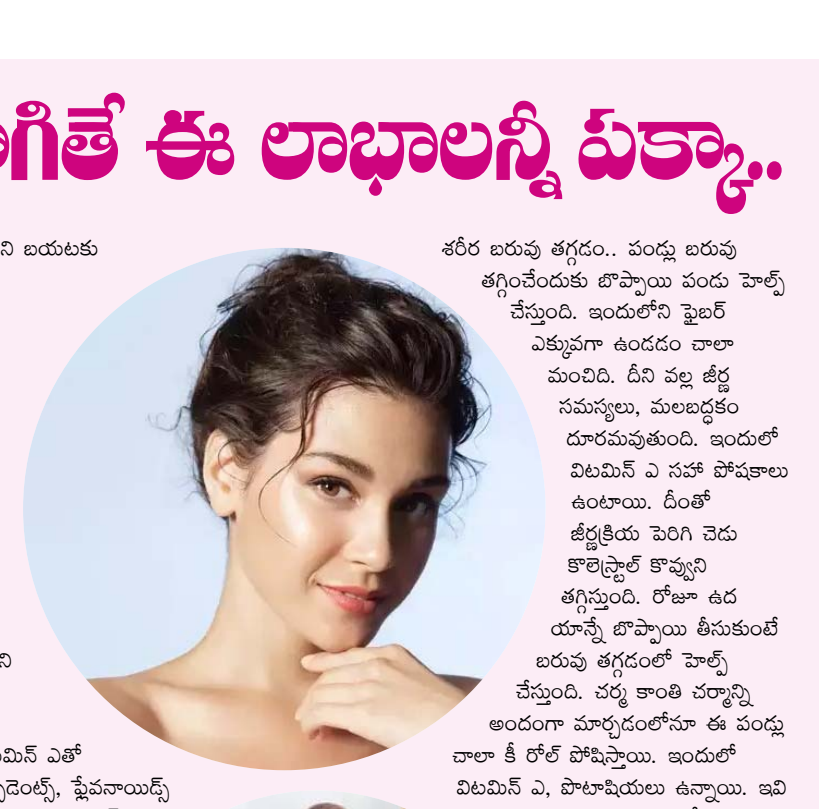 గితే ఈ లాభాలన్నీ పక్కా..
ని బయటకు
ని
మిన్ ఎతో
డెంట్స్, ఫ్లేవనాయిడ్స్
శరీర బరువు తగ్గడం.. పండ్లు బరువు
తగ్గించేందుకు బొప్పాయి పండు హెల్ప్
చేస్తుంది. ఇందులోని ఫైబర్
ఎక్కువగా ఉండడం చాలా
మంచిది. దీని వల్ల జీర్ణ
సమస్యలు, మలబద్ధకం
దూరమవుతుంది. ఇందులో
విటమిన్ ఎ సహా పోషకాలు
ఉంటాయి. దీంతో
జీర్ణక్రియ పెరిగి చెడు
కొలెస్ట్రాల్ కొవ్వుని
తగ్గిస్తుంది. రోజూ ఉద
యాన్నే బొప్పాయి తీసుకుంటే
బరువు తగ్గడంలో హెల్ప్
చేస్తుంది. చర్మ కాంతి చర్మాన్ని
అందంగా మార్చడంలోనూ ఈ పండ్లు
చాలా కీ రోల్ పోషిస్తాయి. ఇందులో
విటమిన్ ఎ, పొటాషియలు ఉన్నాయి. ఇవి